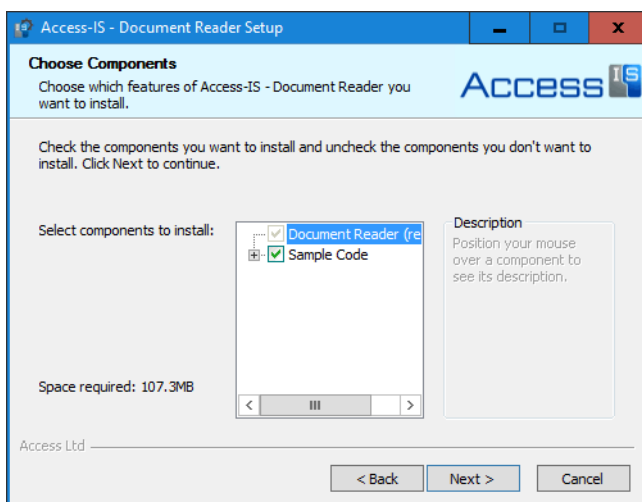 Access-IS - Document Reader Setup
Choose Components
Choose which features of Access-IS - Document Reader you
want to install.
Access IS
Check the components you want to install and uncheck the components you don't want to
install. Click Next to continue.
Select components to install:
Document Reader (re
Sample Code
Description
Position your mouse
over a component to
see its description.
Space required: 107.3MB
Access Ltd
< Back
Next >
Cancel